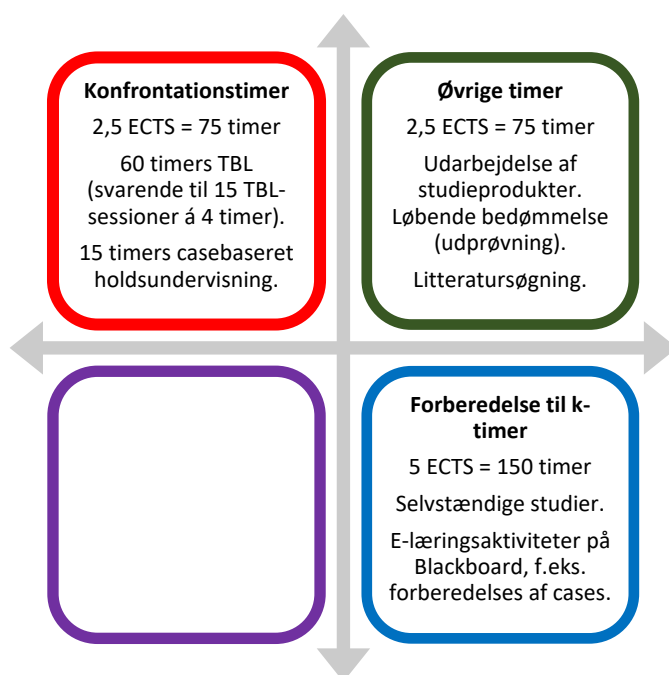 Konfrontationstimer
2,5 ECTS = 75 timer
60 timers TBL
(svarende til 15 TBL-
sessioner á 4 timer).
15 timers casebaseret
holdsundervisning.
Øvrige timer
2,5 ECTS = 75 timer
Udarbejdelse af
studieprodukter.
Løbende bedømmelse
(udprøvning).
Litteratursøgning.
Forberedelse til k-
timer
5 ECTS = 150 timer
Selvstændige studier.
E-læringsaktiviteter på
Blackboard, f.eks.
forberedelses af cases.